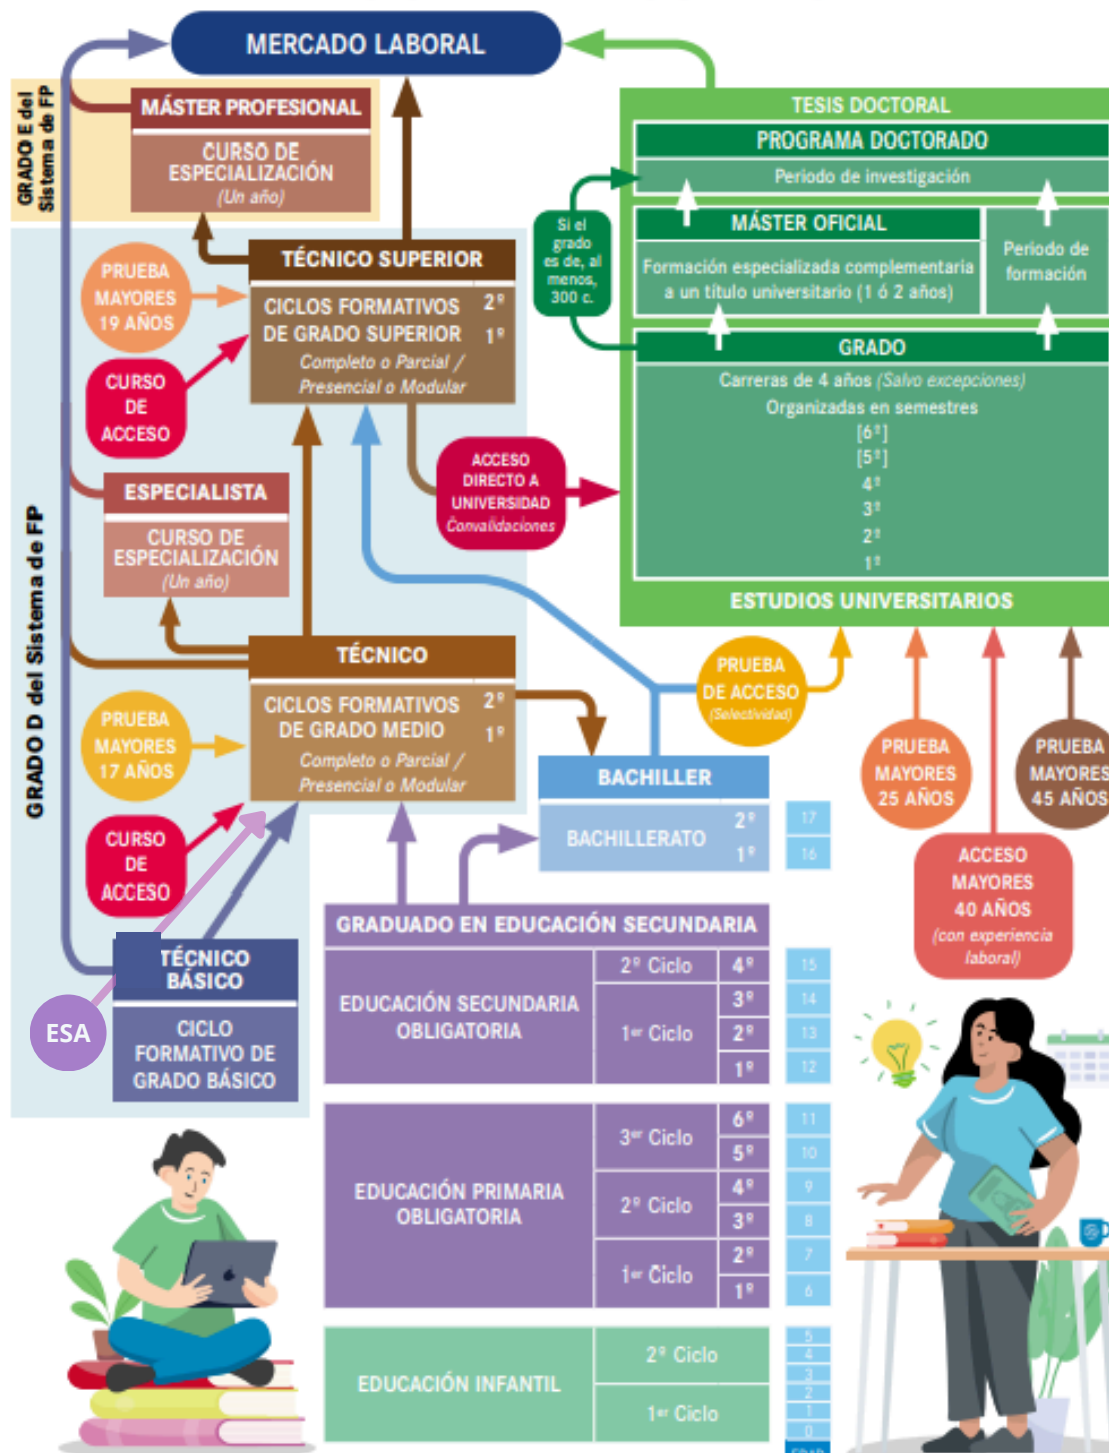 MERCADO LABORAL
GRADO E del
Sistema de FP
MÁSTER PROFESIONAL
CURSO DE
ESPECIALIZACIÓN
(Un año)
TESIS DOCTORAL
PROGRAMA DOCTORADO
Periodo de investigación
Si el
grado
es de, al
menos,
300 c.
MÁSTER OFICIAL
Formación especializada complementaria
a un título universitario (1 ó 2 años)
Periodo de
formación
GRADO
Carreras de 4 años (Salvo excepciones)
Organizadas en semestres
[6º]
[5º]
4º
3º
2º
1º
ESTUDIOS UNIVERSITARIOS
GRADO D del Sistema de FP
PRUEBA
MAYORES
19 AÑOS
TÉCNICO SUPERIOR
CICLOS FORMATIVOS 2º
DE GRADO SUPERIOR 1º
Completo o Parcial /
Presencial o Modular
CURSO
DE
ACCESO
ACCESO
DIRECTO A
UNIVERSIDAD
Convalidaciones
ESPECIALISTA
CURSO DE
ESPECIALIZACIÓN
(Un año)
TÉCNICO
CICLOS FORMATIVOS 2º
DE GRADO MEDIO 1º
Completo o Parcial /
Presencial o Modular
PRUEBA
MAYORES
17 AÑOS
CURSO
DE
ACCESO
PRUEBA
DE ACCESO
(Selectividad)
PRUEBA
MAYORES
25 AÑOS
PRUEBA
MAYORES
45 AÑOS
ACCESO
MAYORES
40 AÑOS
(con experiencia
laboral)
BACHILLER
BACHILLERATO
2º 17
1º 16
TÉCNICO
BÁSICO
CICLO
FORMATIVO DE
GRADO BÁSICO
ESA
GRADUADO EN EDUCACIÓN SECUNDARIA
EDUCACIÓN SECUNDARIA
OBLIGATORIA
2º Ciclo 4º 15
1er Ciclo
3º 14
2º 13
1º 12
EDUCACIÓN PRIMARIA
OBLIGATORIA
3er Ciclo
6º 11
5º 10
2º Ciclo
4º 9
3º 8
1er Ciclo
2º 7
1º 6
EDUCACIÓN INFANTIL
2º Ciclo
1er Ciclo
5
4
3
2
1
0
EDAD